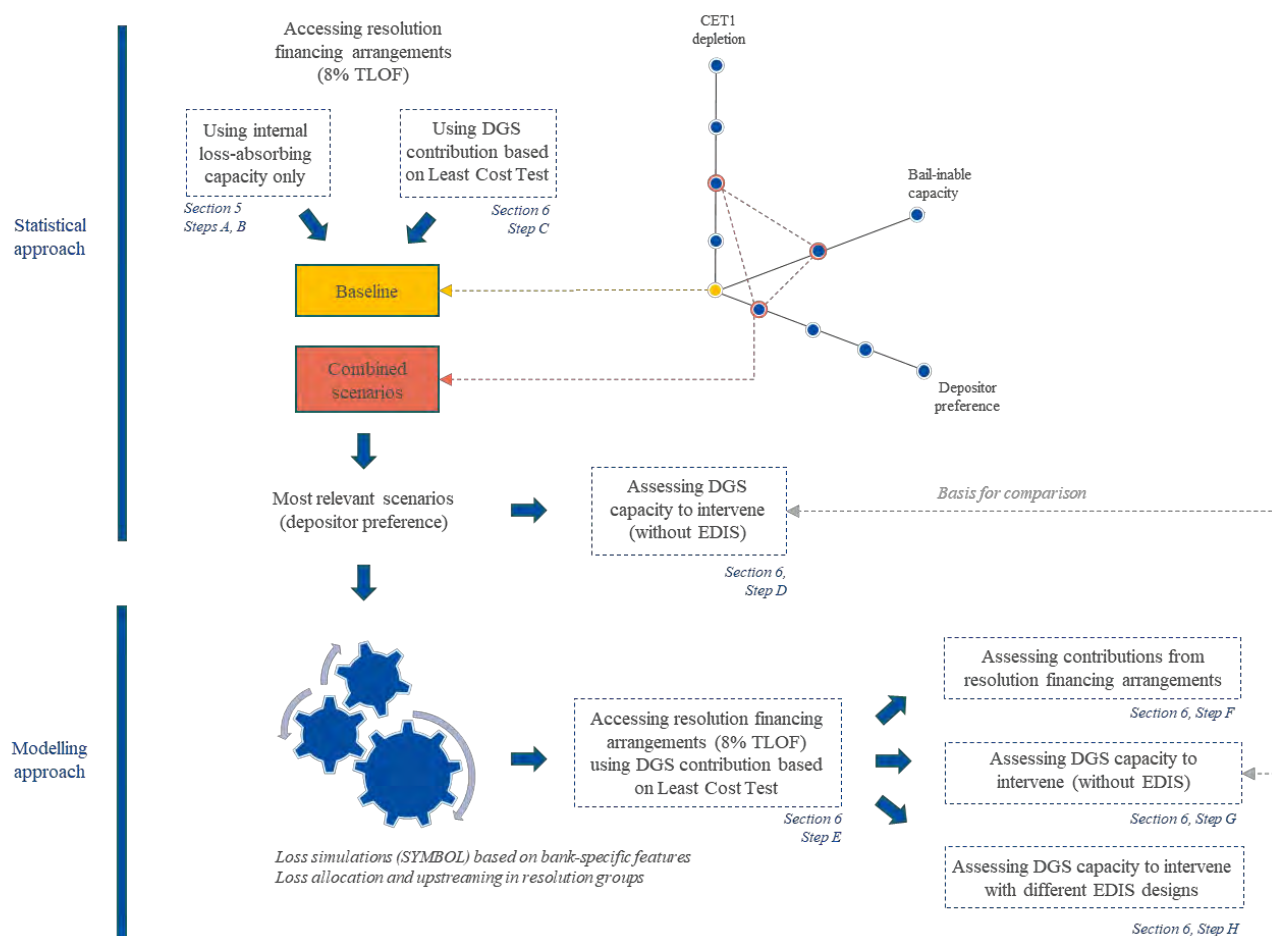 Accessing resolution
financing arrangements
(8% TLOF)
CET1
depletion
Using internal
loss-absorbing
capacity only
Using DGS
contribution based
on Least Cost Test
Section 5
Steps A, B
Section 6
Step C
Bail-inable
capacity
Statistical
approach
Baseline
Combined
scenarios
Depositor
preference
Most relevant scenarios
(depositor preference)
Assessing DGS
capacity to intervene
(without EDIS)
Basis for comparison
Section 6,
Step D
Modelling
approach
Accessing resolution financing
arrangements (8% TLOF)
using DGS contribution based
on Least Cost Test
Section 6
Step E
Assessing contributions from
resolution financing arrangements
Section 6, Step F
Assessing DGS capacity to
intervene (without EDIS)
Section 6, Step G
Assessing DGS capacity to intervene
with different EDIS designs
Section 6, Step H
Loss simulations (SYMBOL) based on bank-specific features
Loss allocation and upstreaming in resolution groups